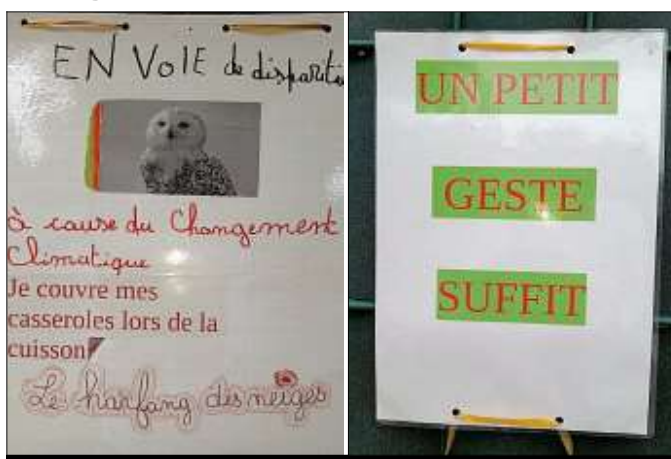 EN VOIE de dispariti
à cause du Changement
Climatique
Je couvre mes
casseroles lors de la
cuisson
Le harfang des neiges
UN PETIT
GESTE
SUFFIT